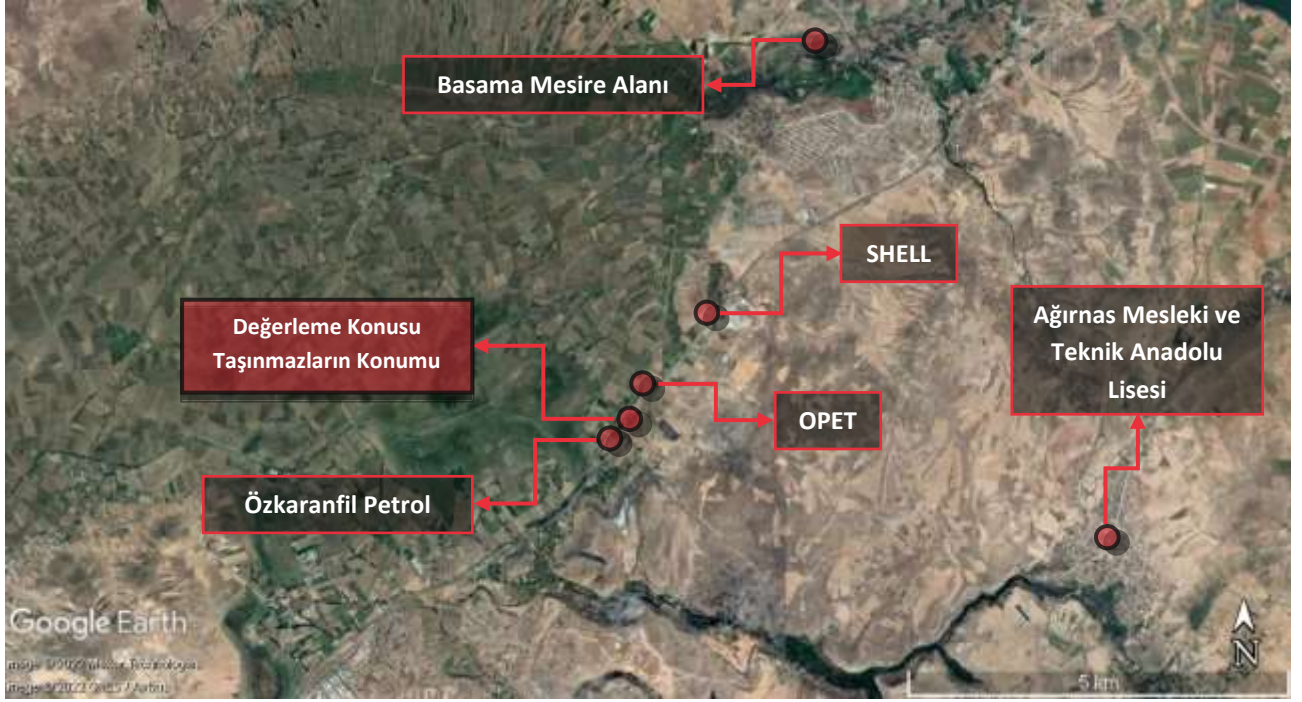 Basama Mesire Alanı
SHELL
Değerleme Konusu
Taşınmazların Konumu
Ağırnas Mesleki ve
Teknik Anadolu
Lisesi
OPET
Özkaranfil Petrol
Google Earth
N
5 km